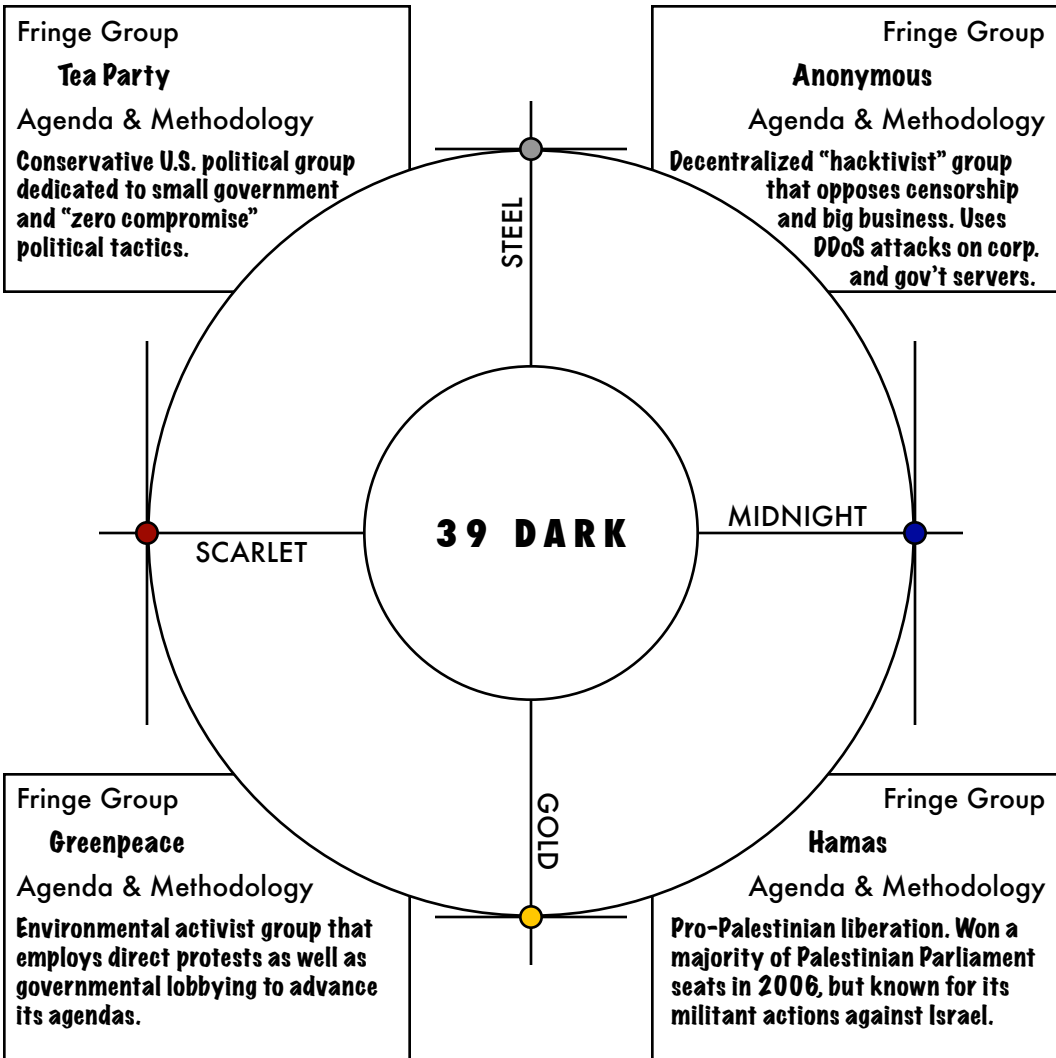 Fringe Group
Tea Party
Agenda & Methodology
Conservative U.S. political group
dedicated to small government
and “zero compromise”
political tactics.
Fringe Group
Anonymous
Agenda & Methodology
Decentralized “hacktivist” group
that opposes censorship
and big business. Uses
DDoS attacks on corp.
and gov’t servers.
STEEL
SCARLET
39 DARK
MIDNIGHT
GOLD
Fringe Group
Greenpeace
Agenda & Methodology
Environmental activist group that
employs direct protests as well as
governmental lobbying to advance
its agendas.
Fringe Group
Hamas
Agenda & Methodology
Pro-Palestinian liberation. Won a
majority of Palestinian Parliament
seats in 2006, but known for its
militant actions against Israel.